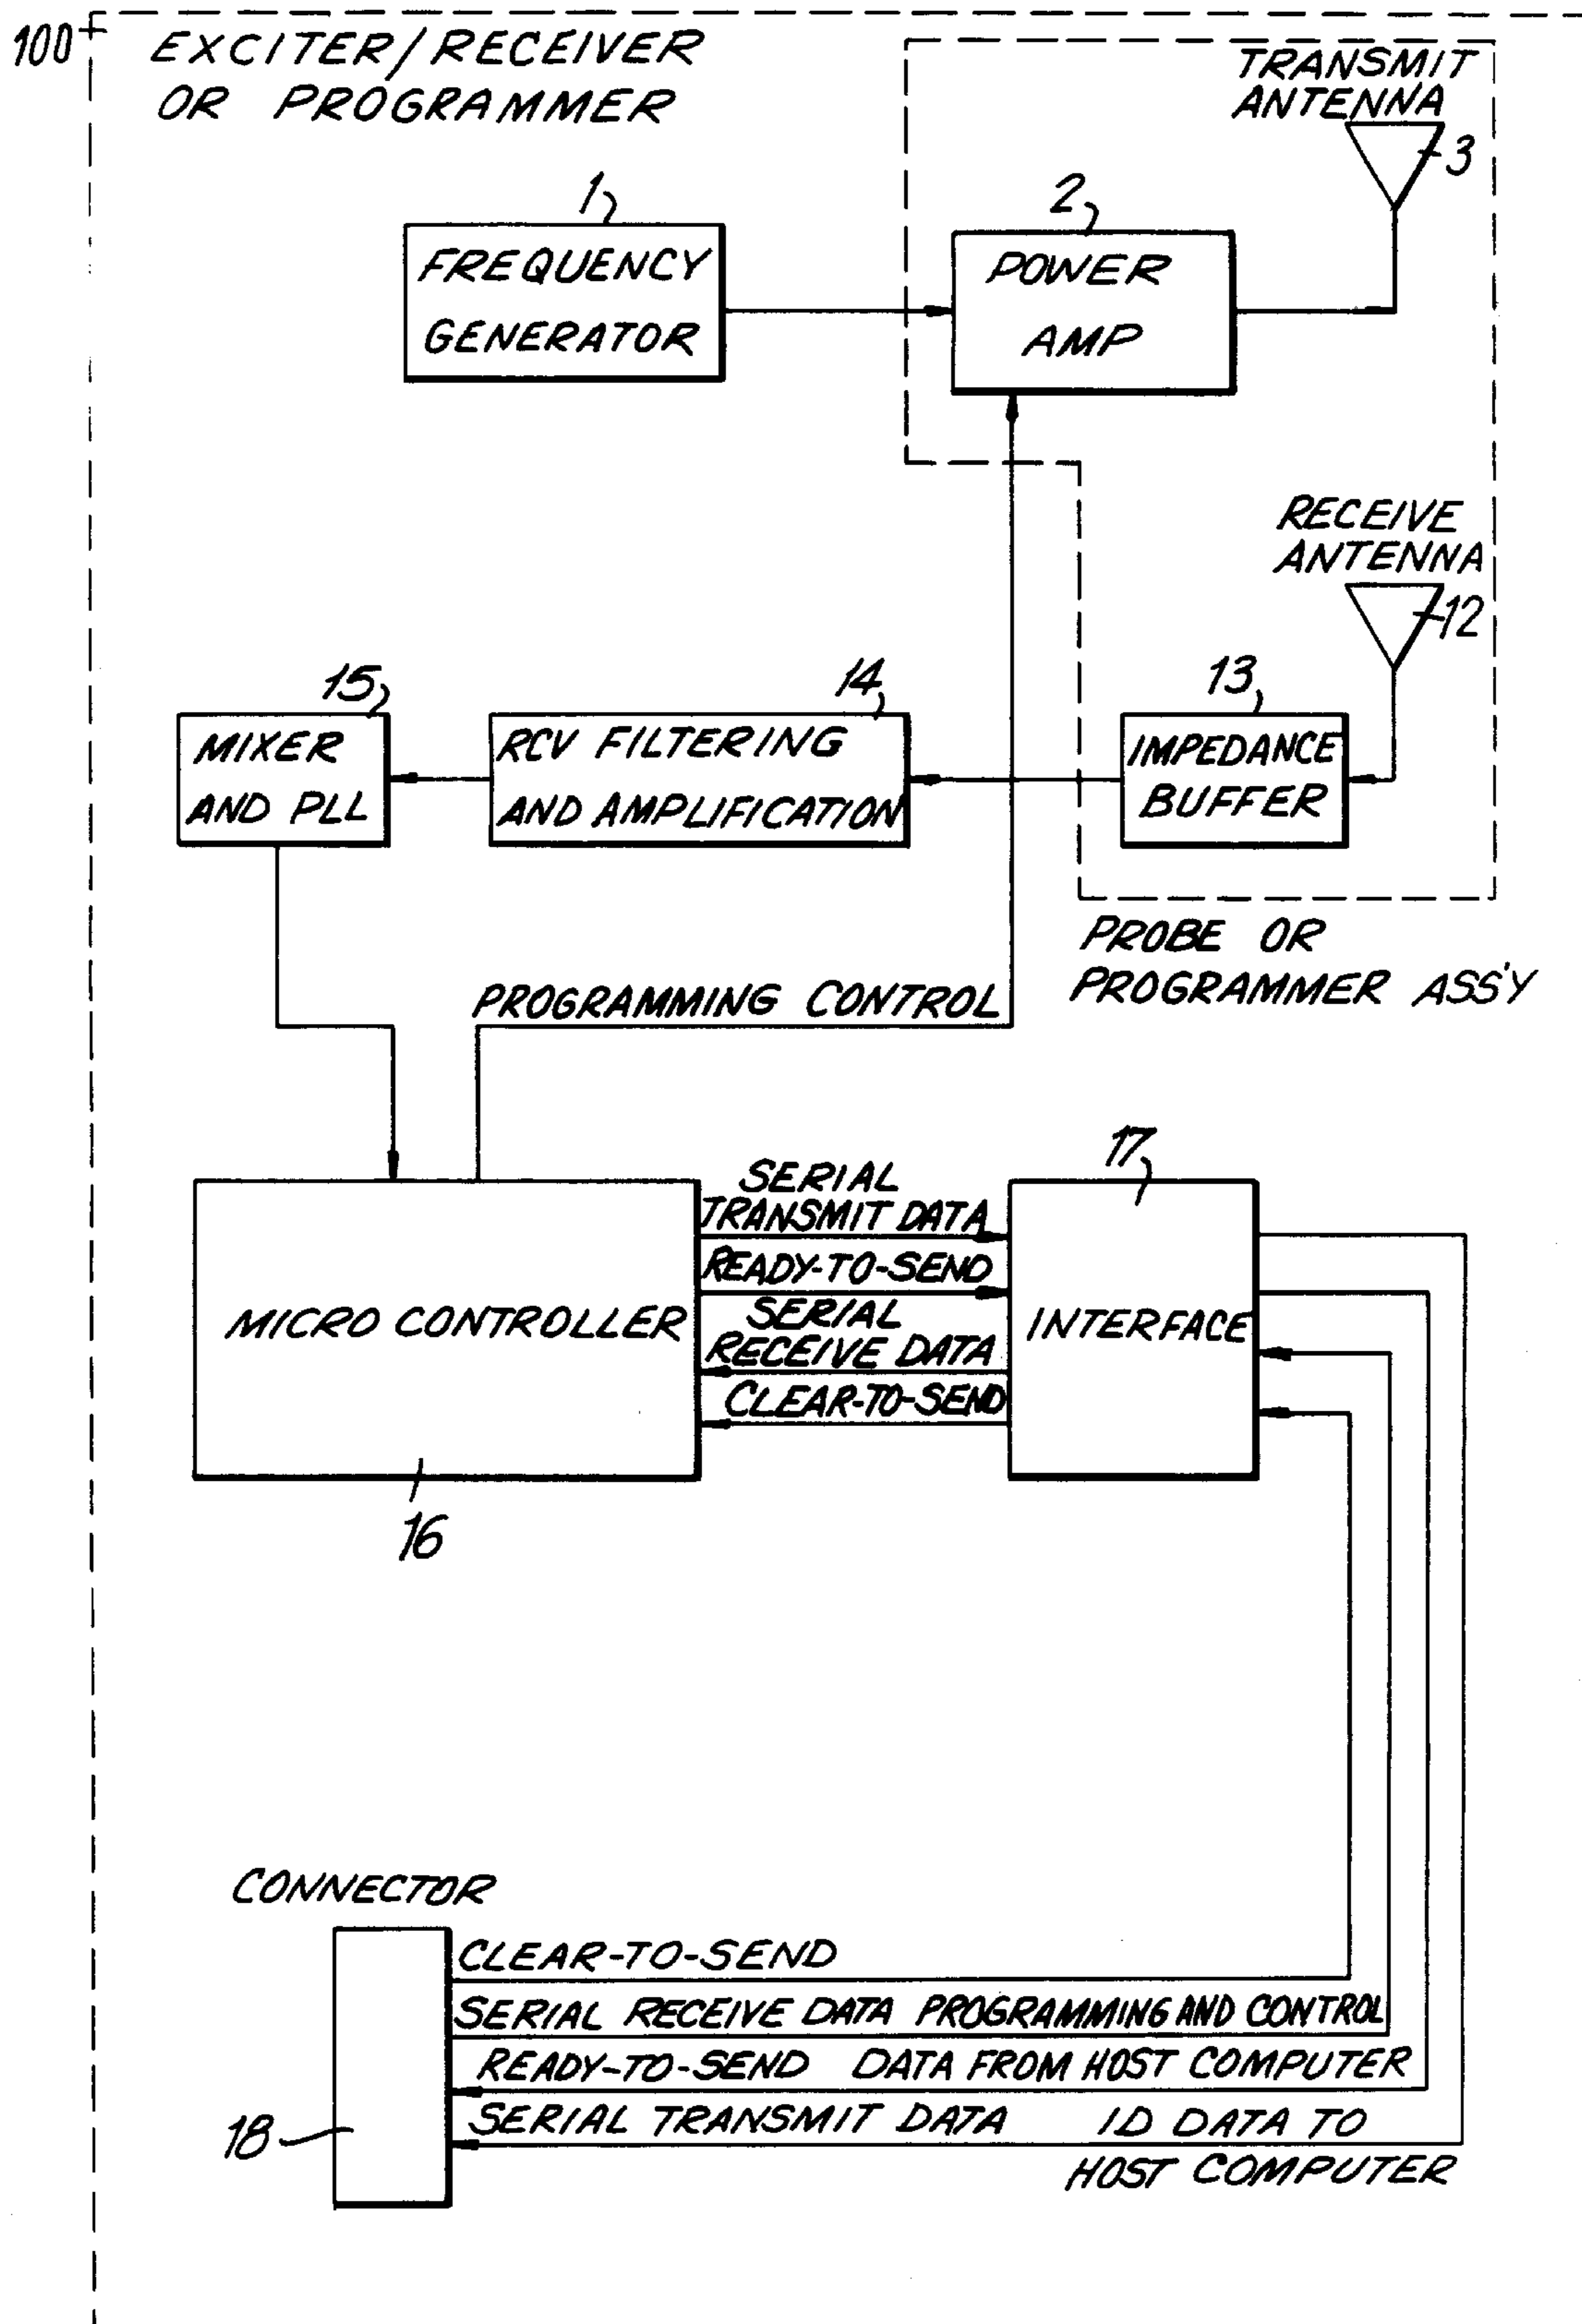 100
EXCITER/RECEIVER
OR PROGRAMMER
TRANSMIT
ANTENNA
3
1
FREQUENCY
GENERATOR
2
POWER
AMP
RECEIVE
ANTENNA
12
15
MIXER
AND PLL
14
RCV FILTERING
AND AMPLIFICATION
13
IMPEDANCE
BUFFER
PROBE OR
PROGRAMMER ASS'Y
PROGRAMMING CONTROL
MICRO CONTROLLER
16
SERIAL
TRANSMIT DATA
READY-TO-SEND
SERIAL
RECEIVE DATA
CLEAR-TO-SEND
17
INTERFACE
CONNECTOR
18
CLEAR-TO-SEND
SERIAL RECEIVE DATA PROGRAMMING AND CONTROL
READY-TO-SEND DATA FROM HOST COMPUTER
SERIAL TRANSMIT DATA ID DATA TO
HOST COMPUTER